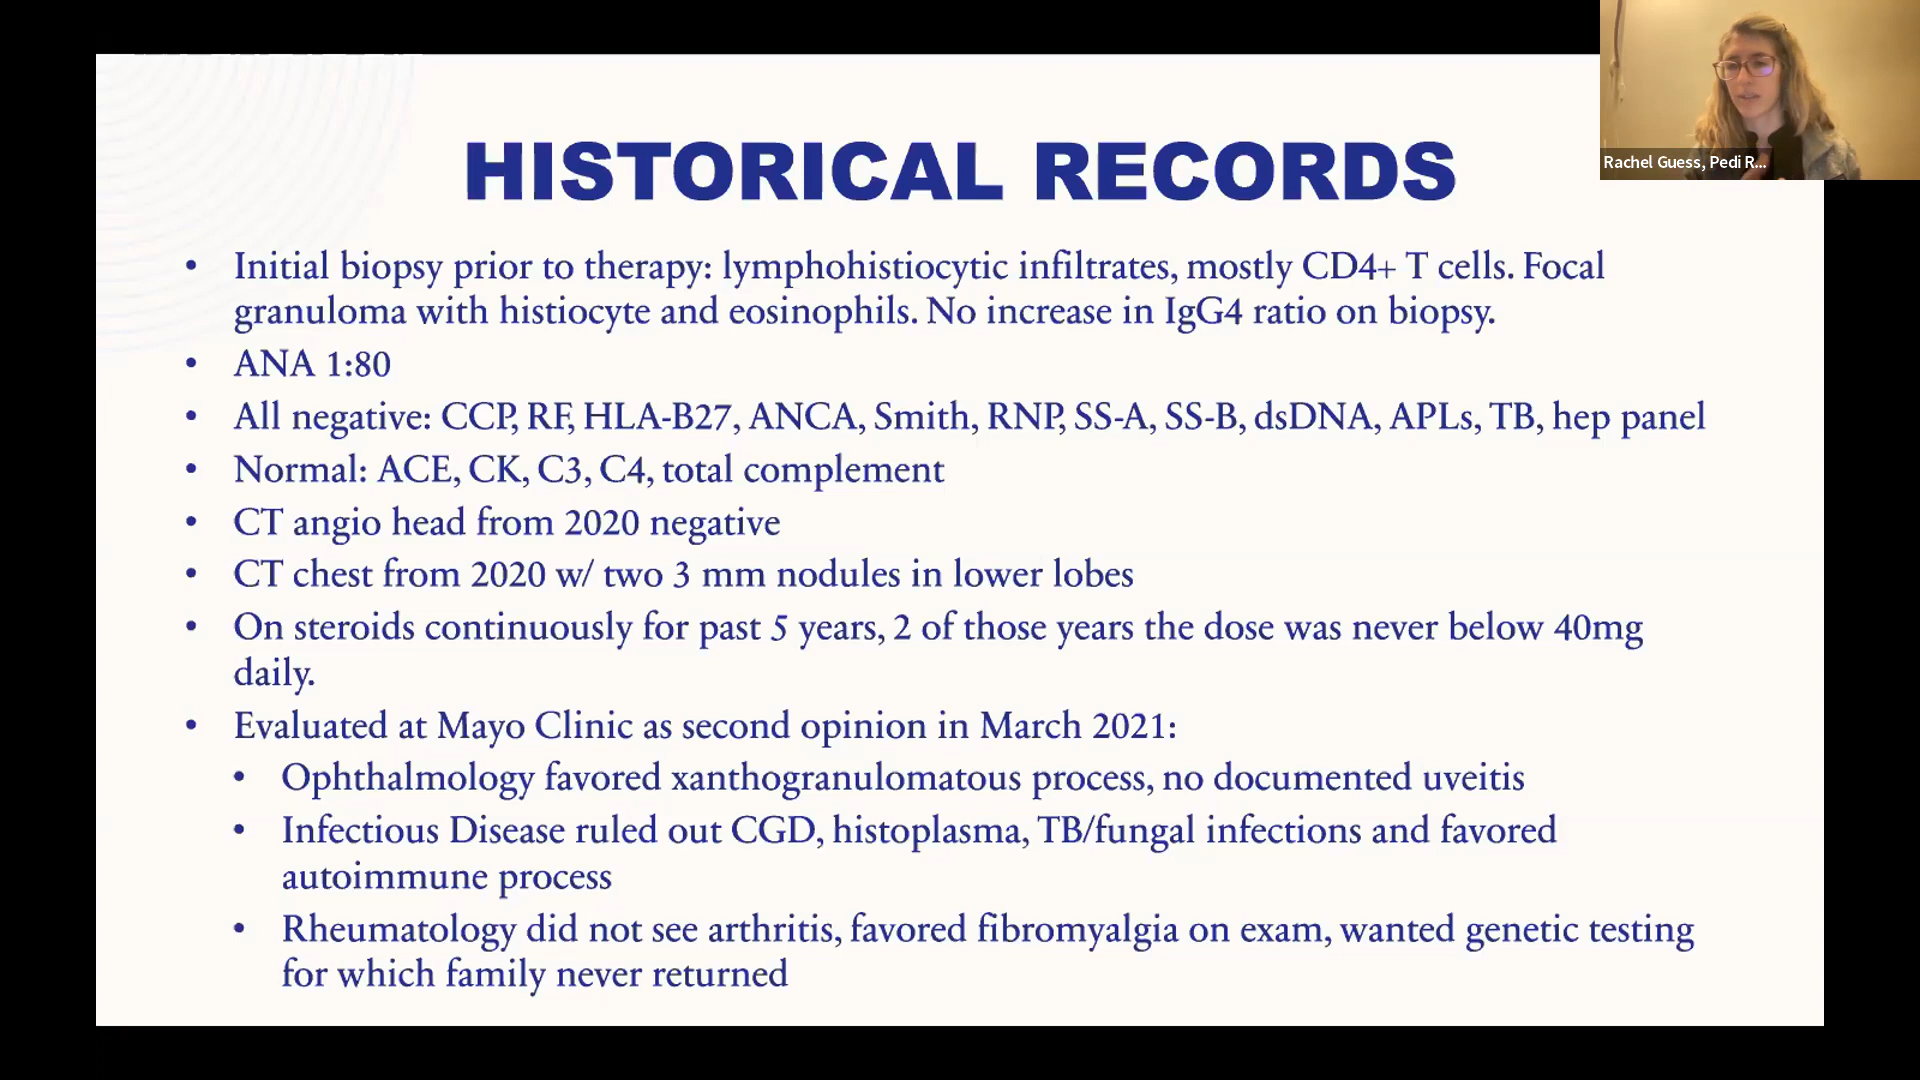 HISTORICAL RECORDS
Rachel Guess, Pedi R...
• Initial biopsy prior to therapy: lymphohistiocytic infiltrates, mostly CD4+ T cells. Focal
granuloma with histiocyte and eosinophils. No increase in IgG4 ratio on biopsy.
• ANA 1:80
• All negative: CCP, RF, HLA-B27, ANCA, Smith, RNP, SS-A, SS-B, dsDNA, APLs, TB, hep panel
• Normal: ACE, CK, C3, C4, total complement
• CT angio head from 2020 negative
• CT chest from 2020 w/ two 3 mm nodules in lower lobes
• On steroids continuously for past 5 years, 2 of those years the dose was never below 40mg
daily.
• Evaluated at Mayo Clinic as second opinion in March 2021:
• Ophthalmology favored xanthogranulomatous process, no documented uveitis
• Infectious Disease ruled out CGD, histoplasma, TB/fungal infections and favored
autoimmune process
• Rheumatology did not see arthritis, favored fibromyalgia on exam, wanted genetic testing
for which family never returned